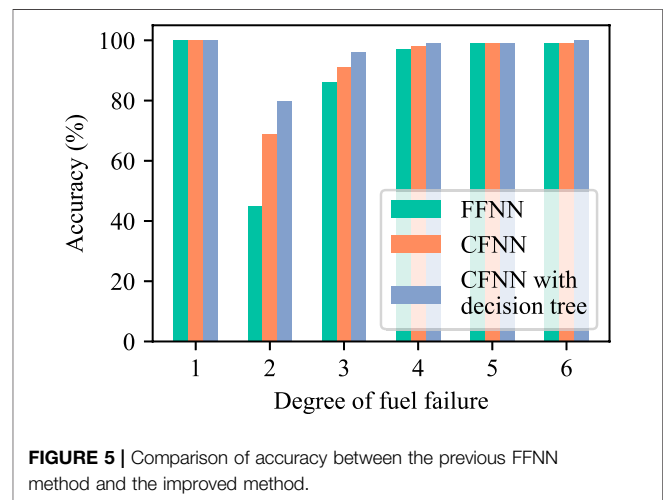 100
80
60
40
20
0
Accuracy (%)
FFNN
CFNN
CFNN with
decision tree
1 2 3 4 5 6
Degree of fuel failure
FIGURE 5 | Comparison of accuracy between the previous FFNN
method and the improved method.